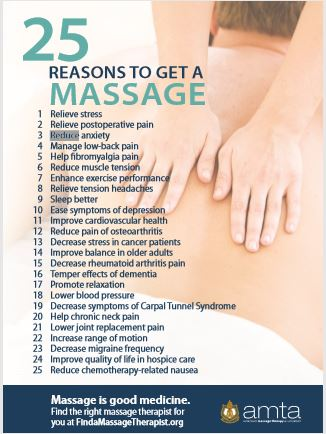 25
REASONS TO GET A
MASSAGE
1 Relieve stress
2 Relieve postoperative pain
3 Reduce anxiety
4 Manage low-back pain
5 Help fibromyalgia pain
6 Reduce muscle tension
7 Enhance exercise performance
8 Relieve tension headaches
9 Sleep better
10 Ease symptoms of depression
11 Improve cardiovascular health
12 Reduce pain of osteoarthritis
13 Decrease stress in cancer patients
14 Improve balance in older adults
15 Decrease rheumatoid arthritis pain
16 Temper effects of dementia
17 Promote relaxation
18 Lower blood pressure
19 Decrease symptoms of Carpal Tunnel Syndrome
20 Help chronic neck pain
21 Lower joint replacement pain
22 Increase range of motion
23 Decrease migraine frequency
24 Improve quality of life in hospice care
25 Reduce chemotherapy-related nausea
Massage is good medicine.
Find the right massage therapist for
you at FindaMassageTherapist.org
amta